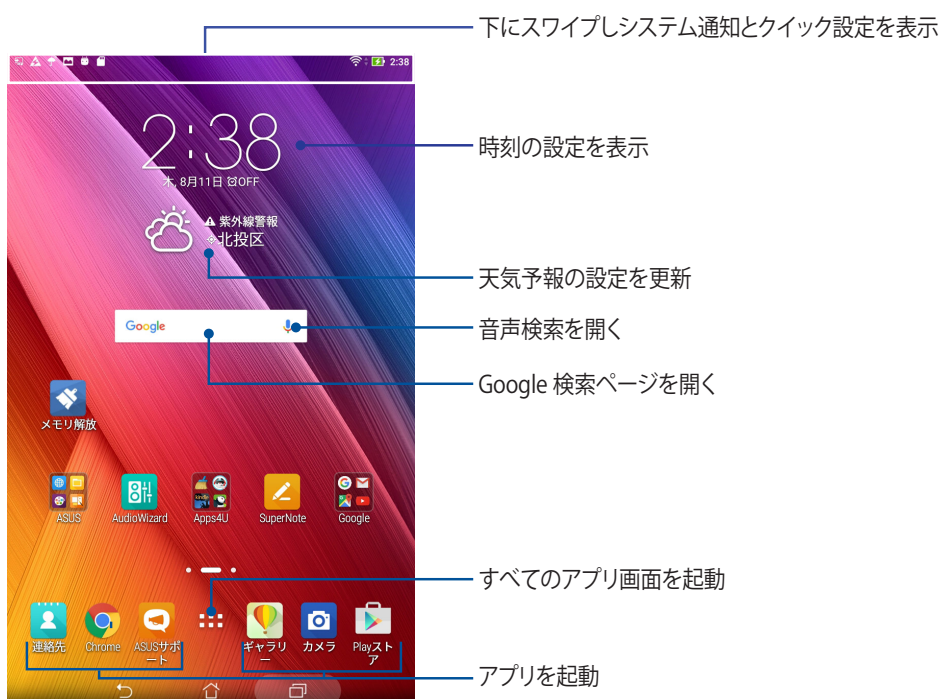 下にスワイプしシステム通知とクイック設定を表示
2:38
2:38
時刻の設定を表示
木, 8月11日 OFF
紫外線警報
北投区
天気予報の設定を更新
音声検索を開く
Google
Google 検索ページを開く
メモリ解放
ASUS AudioWizard Apps4U SuperNote Google
すべてのアプリ画面を起動
連絡先 Chrome ASUSサポ ギャラリ カメラ Playスト
ート ー ア
アプリを起動